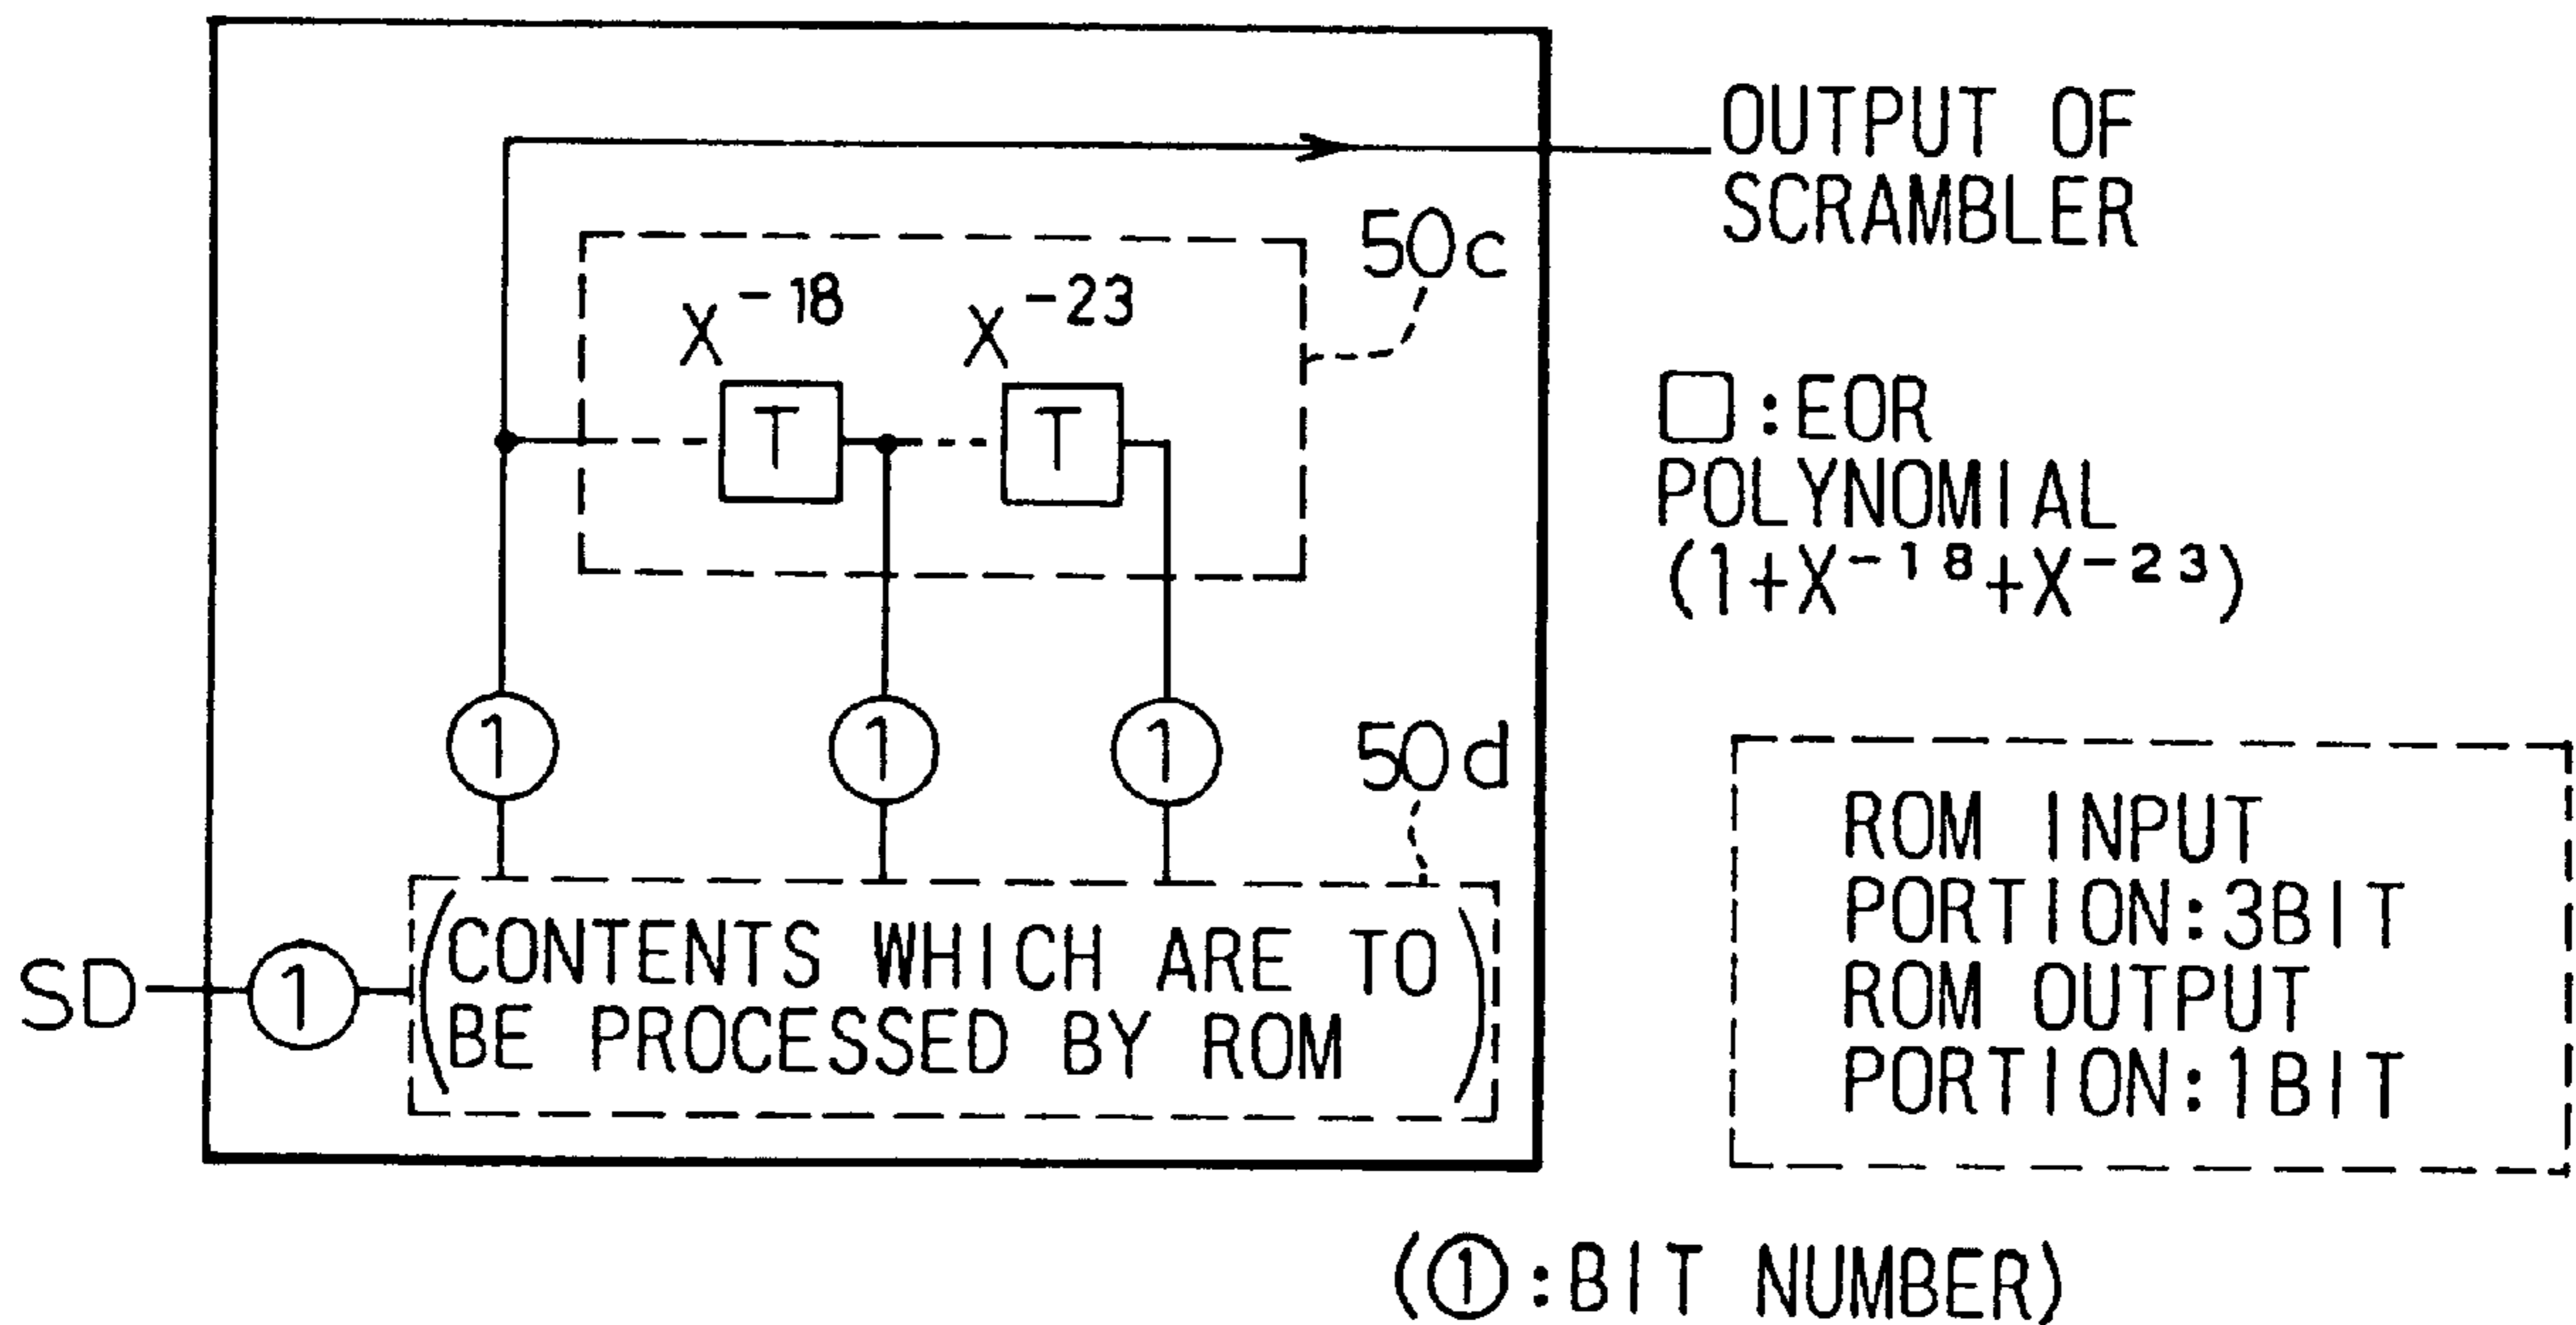 OUTPUT OF
SCRAMBLER
50c
X⁻¹⁸
X⁻²³
T
T
□:EOR
POLYNOMIAL
(1+X⁻¹⁸+X⁻²³)
①
①
①
50d
ROM INPUT
PORTION:3BIT
ROM OUTPUT
PORTION:1BIT
SD
①
(CONTENTS WHICH ARE TO
BE PROCESSED BY ROM)
(①:BIT NUMBER)